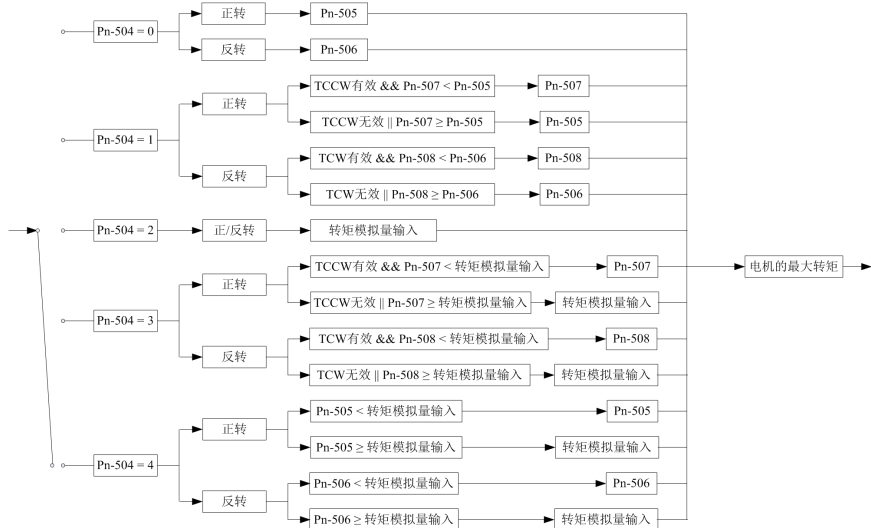 正转
Pn-505
Pn-504 = 0
反转
Pn-506
TCCW有效 && Pn-507 < Pn-505
Pn-507
正转
TCCW无效 || Pn-507 ≥ Pn-505
Pn-505
Pn-504 = 1
TCW有效 && Pn-508 < Pn-506
Pn-508
反转
TCW无效 || Pn-508 ≥ Pn-506
Pn-506
Pn-504 = 2
正/反转
转矩模拟量输入
TCCW有效 && Pn-507 < 转矩模拟量输入
Pn-507
电机的最大转矩
正转
TCCW无效 || Pn-507 ≥ 转矩模拟量输入
转矩模拟量输入
Pn-504 = 3
TCW有效 && Pn-508 < 转矩模拟量输入
Pn-508
反转
TCW无效 || Pn-508 ≥ 转矩模拟量输入
转矩模拟量输入
Pn-505 < 转矩模拟量输入
Pn-505
正转
Pn-505 ≥ 转矩模拟量输入
转矩模拟量输入
Pn-504 = 4
Pn-506 < 转矩模拟量输入
Pn-506
反转
Pn-506 ≥ 转矩模拟量输入
转矩模拟量输入